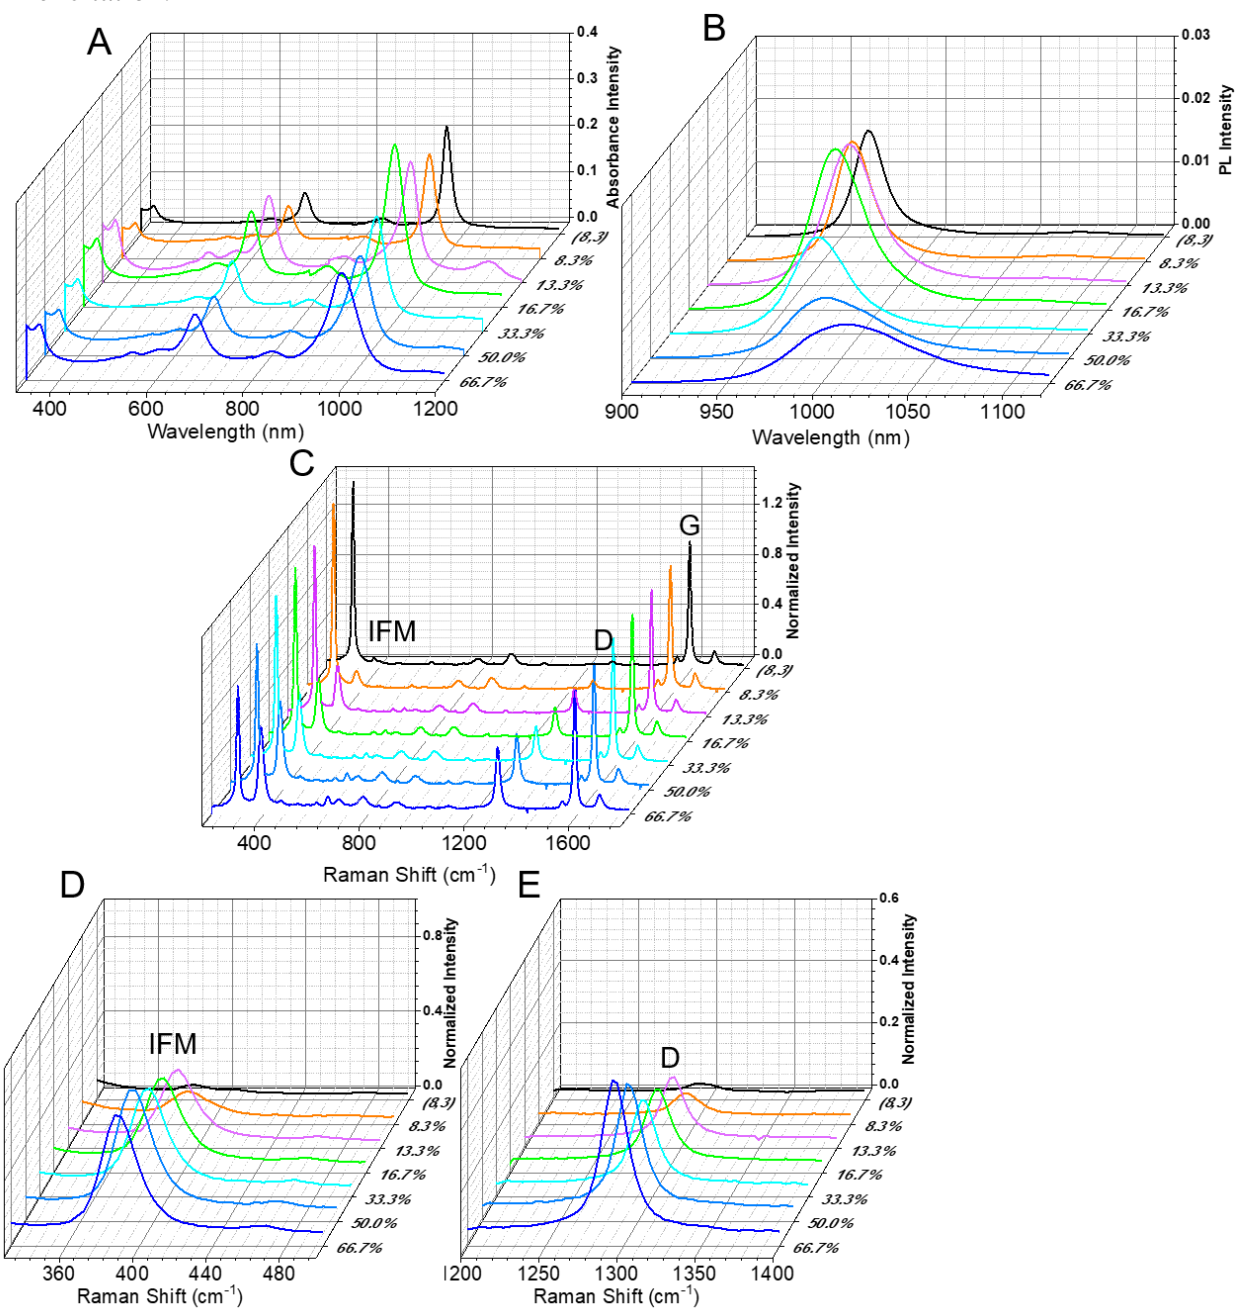 A
0.4
0.3
0.2
0.1
0.0
Absorbance Intensity
(8,3)
8.3%
13.3%
16.7%
33.3%
50.0%
66.7%
400 600 800 1000 1200
Wavelength (nm)
B
0.03
0.02
0.01
0.00
PL Intensity
(8,3)
8.3%
13.3%
16.7%
33.3%
50.0%
66.7%
900 950 1000 1050 1100
Wavelength (nm)
C
1.2
0.8
0.4
0.0
Normalized Intensity
G
IFM
D
(8,3)
8.3%
13.3%
16.7%
33.3%
50.0%
66.7%
400 800 1200 1600
Raman Shift (cm⁻¹)
D
0.8
0.4
0.0
Normalized Intensity
IFM
(8,3)
8.3%
13.3%
16.7%
33.3%
50.0%
66.7%
360 400 440 480
Raman Shift (cm⁻¹)
E
0.6
0.4
0.2
0.0
Normalized Intensity
D
(8,3)
8.3%
13.3%
16.7%
33.3%
50.0%
66.7%
1200 1250 1300 1350 1400
Raman Shift (cm⁻¹)